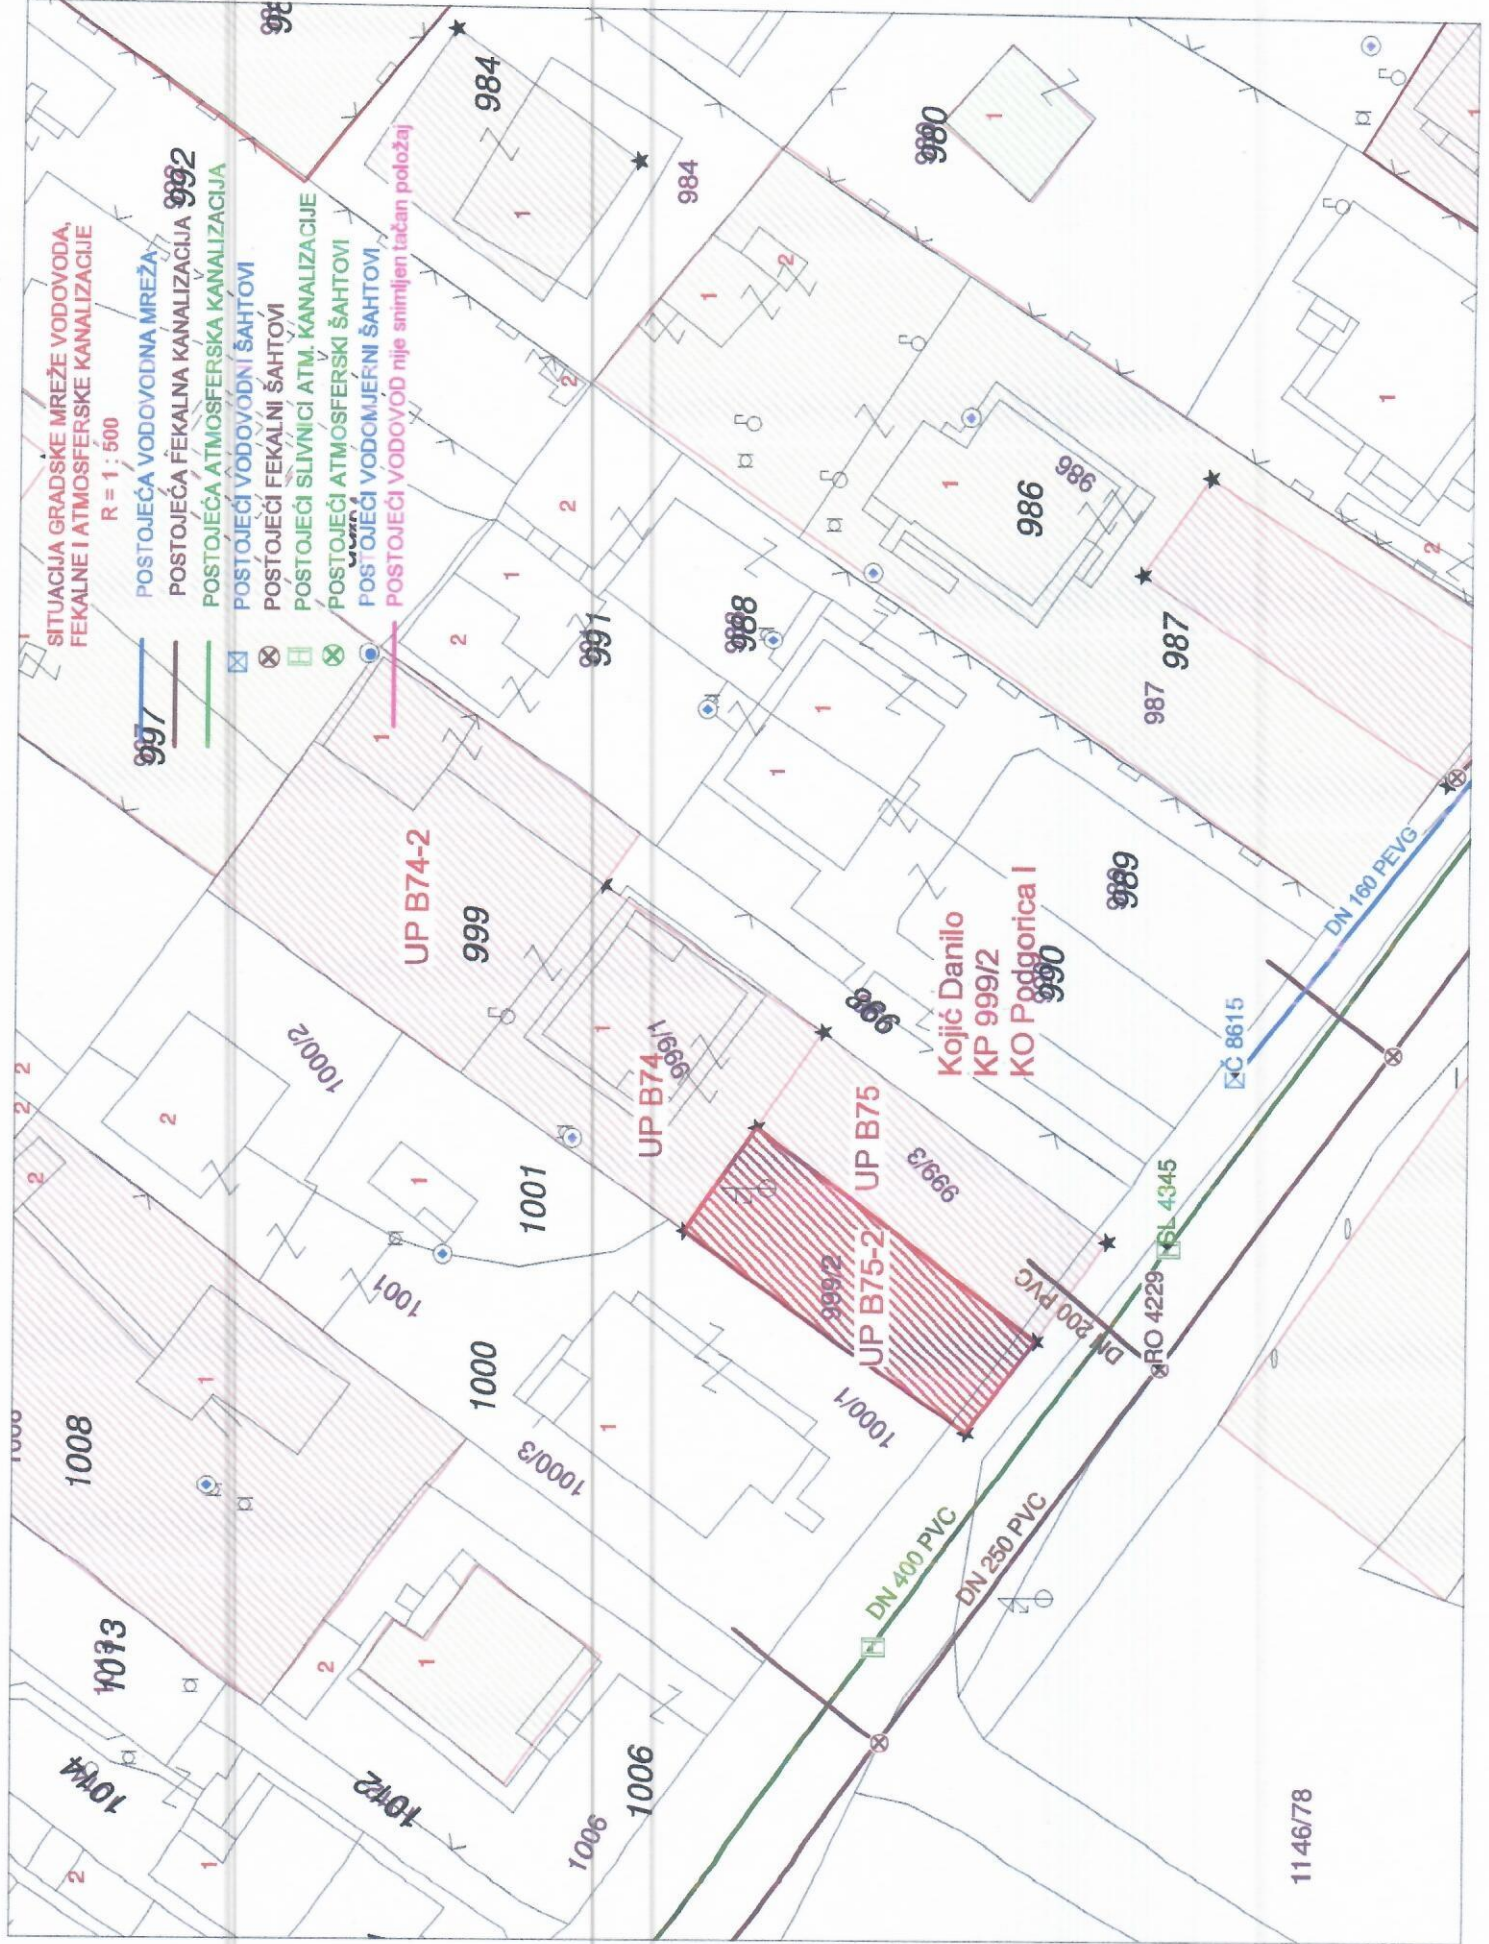 SITUACIJA GRADSKE MREŽE VODOVODA,
FEKALNE I ATMOSFERSKE KANALIZACIJE
R = 1 : 500
POSTOJEĆA VODOVODNA MREŽA
POSTOJEĆA FEKALNA KANALIZACIJA
POSTOJEĆA ATMOSFERSKA KANALIZACIJA
POSTOJEĆI VODOVODNI ŠAHTOVI
POSTOJEĆI FEKALNI ŠAHTOVI
POSTOJEĆI SLIVNICI ATM. KANALIZACIJE
POSTOJEĆI ATMOSFERSKI ŠAHTOVI
POSTOJEĆI VODOMJERNI ŠAHTOVI
POSTOJEĆI VODOVOD nije snimljen tačan položaj
992
997
984
984
980
991
988
986
986
987
987
989
990
998
UP B74-2
999
999/1
UP B74
UP B75
999/3
999/2
UP B75-2
Kojić Danilo
KP 999/2
KO Podgorica I
1000/2
1001
1001
1000
1000/1
1000/3
1008
1013
1014
1012
1006
1006
1146/78
DN 160 PEVG
Č 8615
SL 4345
RO 4229
DN 200 PVC
DN 400 PVC
DN 250 PVC